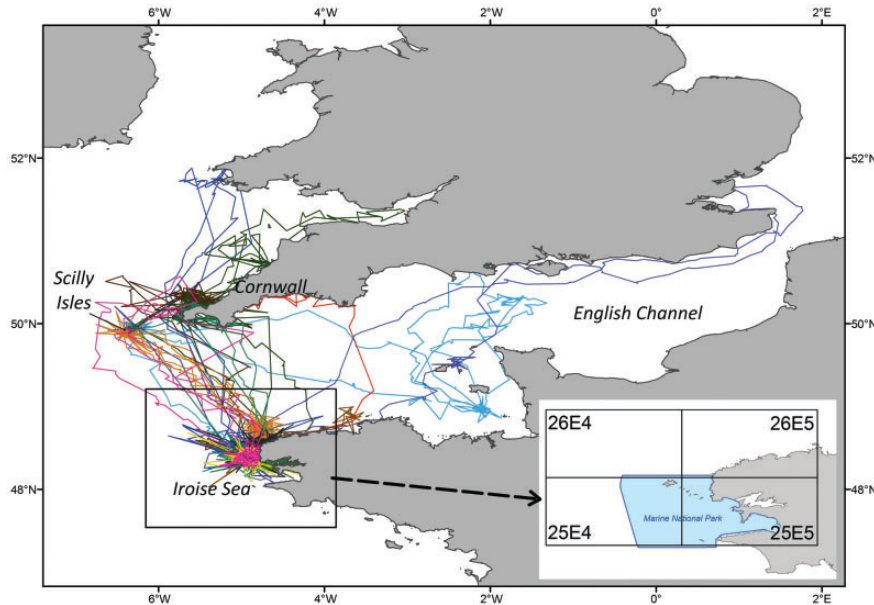 6°W 4°W 2°W 0° 2°E
52°N 52°N
Scilly
Isles
Cornwall
50°N 50°N
English Channel
26E4 26E5
48°N 48°N
Iroise Sea
Marine National Park
25E4 25E5
6°W 4°W 2°W 0° 2°E